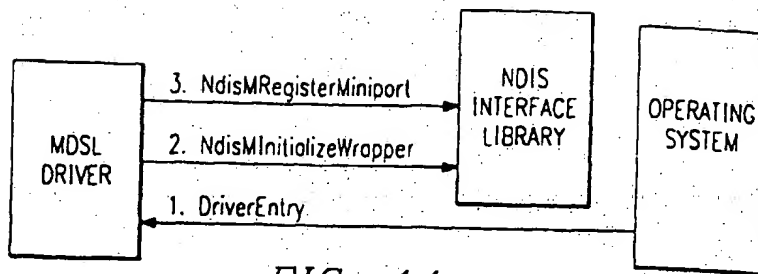 3. NdisMRegisterMiniport
2. NdisMInitializeWrapper
1. DriverEntry
MDSL
DRIVER
NDIS
INTERFACE
LIBRARY
OPERATING
SYSTEM